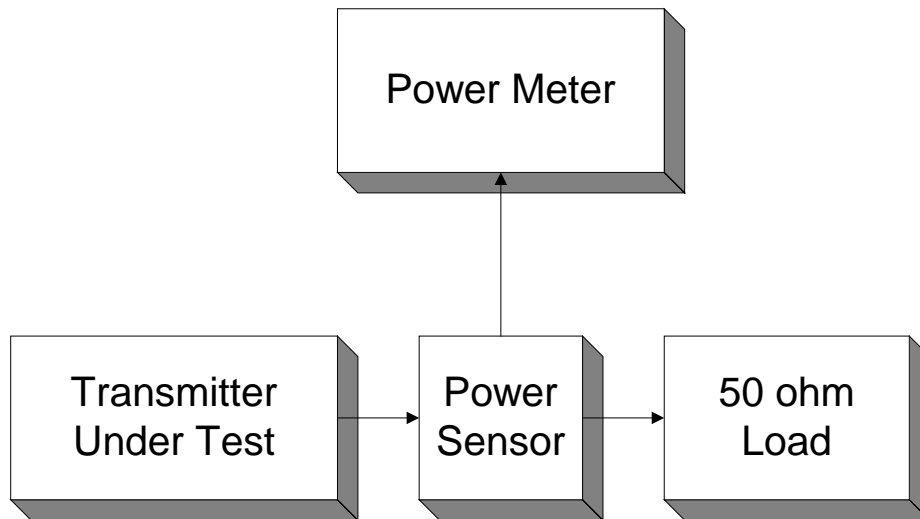 Power Meter
Transmitter
Under Test
Power
Sensor
50 ohm
Load